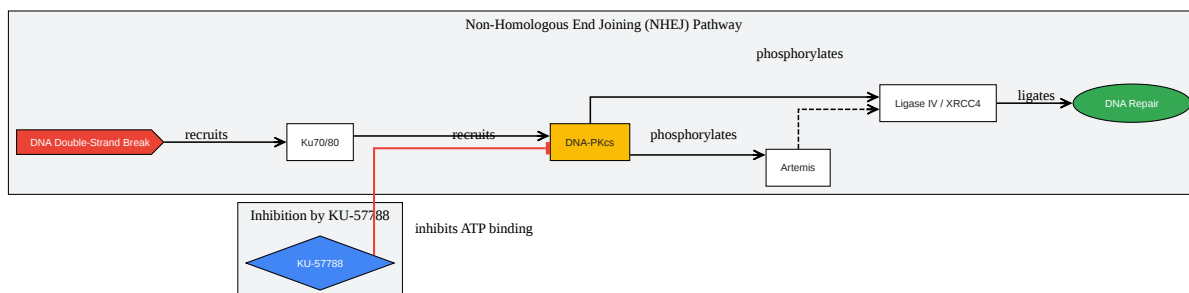 Non-Homologous End Joining (NHEJ) Pathway
phosphorylates
DNA Double-Strand Break
recruits
Ku70/80
recruits
DNA-PKcs
phosphorylates
Artemis
Ligase IV / XRCC4
ligates
DNA Repair
Inhibition by KU-57788
inhibits ATP binding
KU-57788